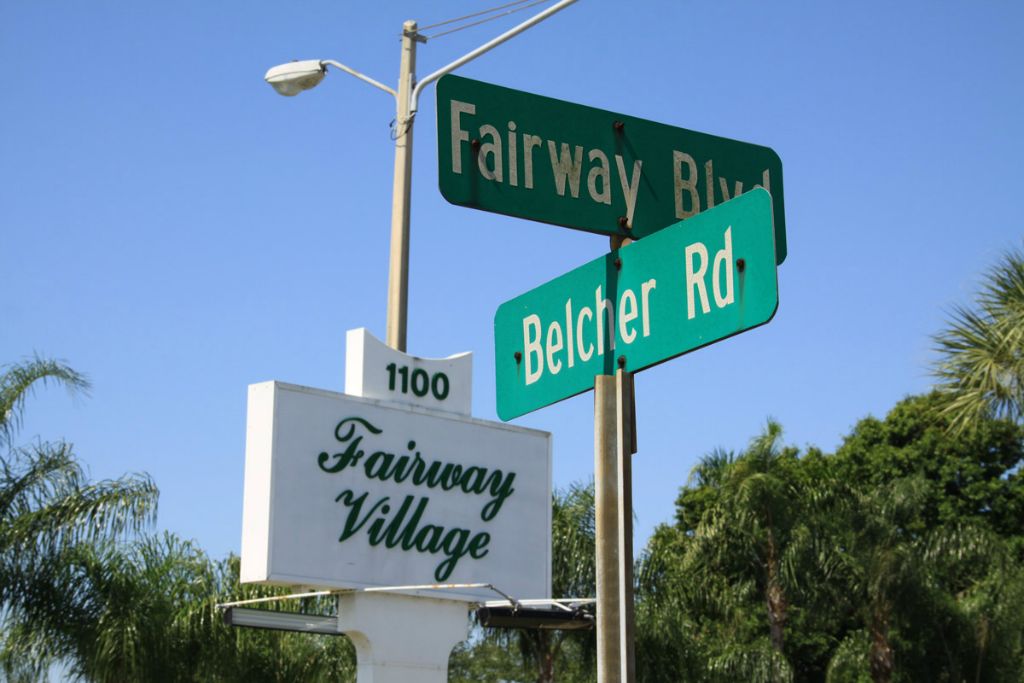 Fairway Blvd
Belcher Rd
1100
Fairway
Village